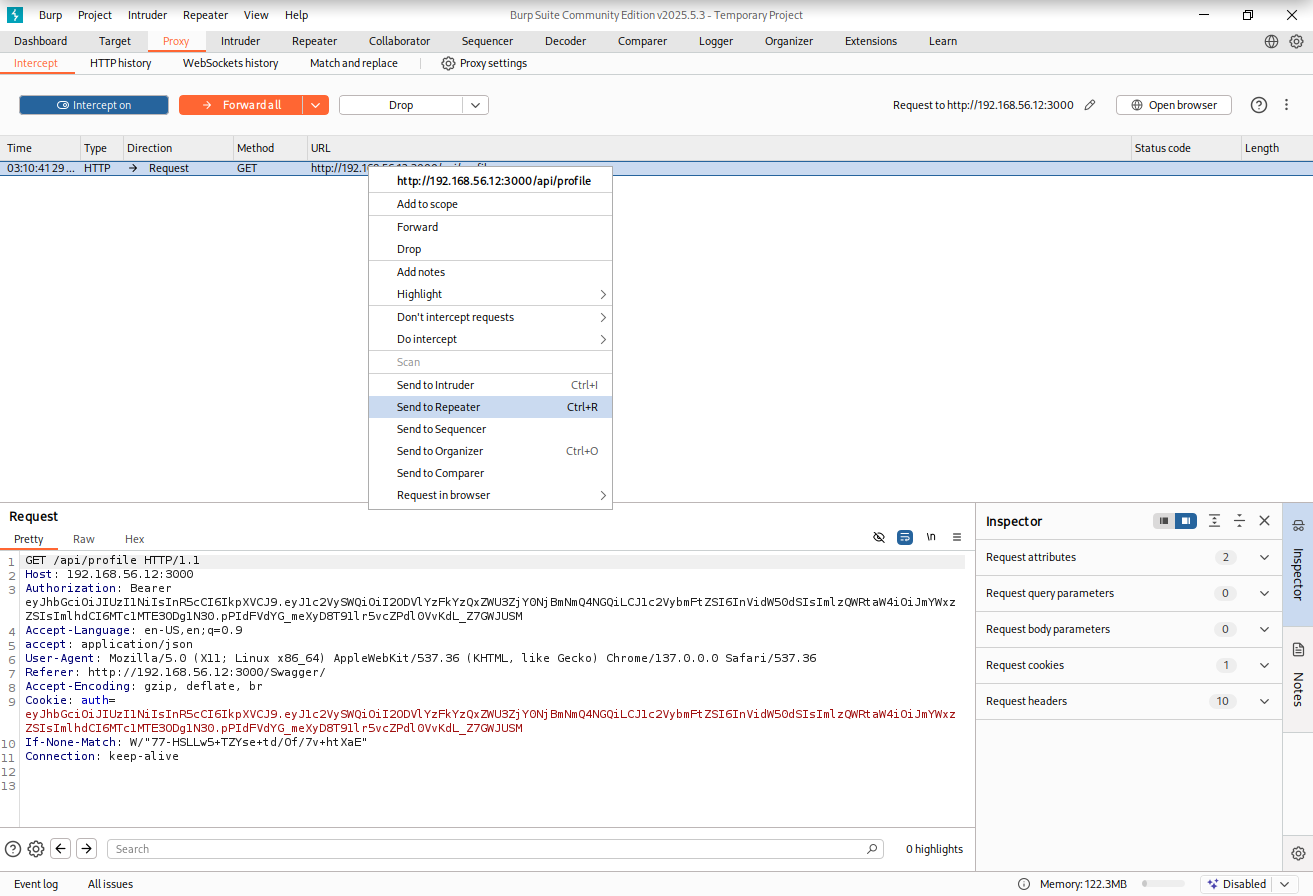 Burp Project Intruder Repeater View Help Burp Suite Community Edition v2025.5.3 - Temporary Project
Dashboard Target Proxy Intruder Repeater Collaborator Sequencer Decoder Comparer Logger Organizer Extensions Learn
Intercept HTTP history WebSockets history Match and replace Proxy settings
Intercept on Forward all Drop Request to http://192.168.56.12:3000 Open browser
Time Type Direction Method URL Status code Length
03:10:41 29 ... HTTP Request GET
http://192.168.56.12:3000/api/profile
Add to scope
Forward
Drop
Add notes
Highlight
Don't intercept requests
Do intercept
Scan
Send to Intruder Ctrl+I
Send to Repeater Ctrl+R
Send to Sequencer
Send to Organizer Ctrl+O
Send to Comparer
Request in browser
Request
Pretty Raw Hex \n
1 GET /api/profile HTTP/1.1
2 Host: 192.168.56.12:3000
3 Authorization: Bearer
4 Accept-Language: en-US,en;q=0.9
5 accept: application/json
6 User-Agent: Mozilla/5.0 (X11; Linux x86_64) AppleWebKit/537.36 (KHTML, like Gecko) Chrome/137.0.0.0 Safari/537.36
7 Referer: http://192.168.56.12:3000/Swagger/
8 Accept-Encoding: gzip, deflate, br
9 Cookie: auth=
10 If-None-Match: W/"77-HSLLw5+TZYse+td/Of/7v+htXaE"
11 Connection: keep-alive
12
13
Search 0 highlights
Inspector
Request attributes 2
Request query parameters 0
Request body parameters 0
Request cookies 1
Request headers 10
Inspector
Notes
Event log All issues Memory: 122.3MB Disabled